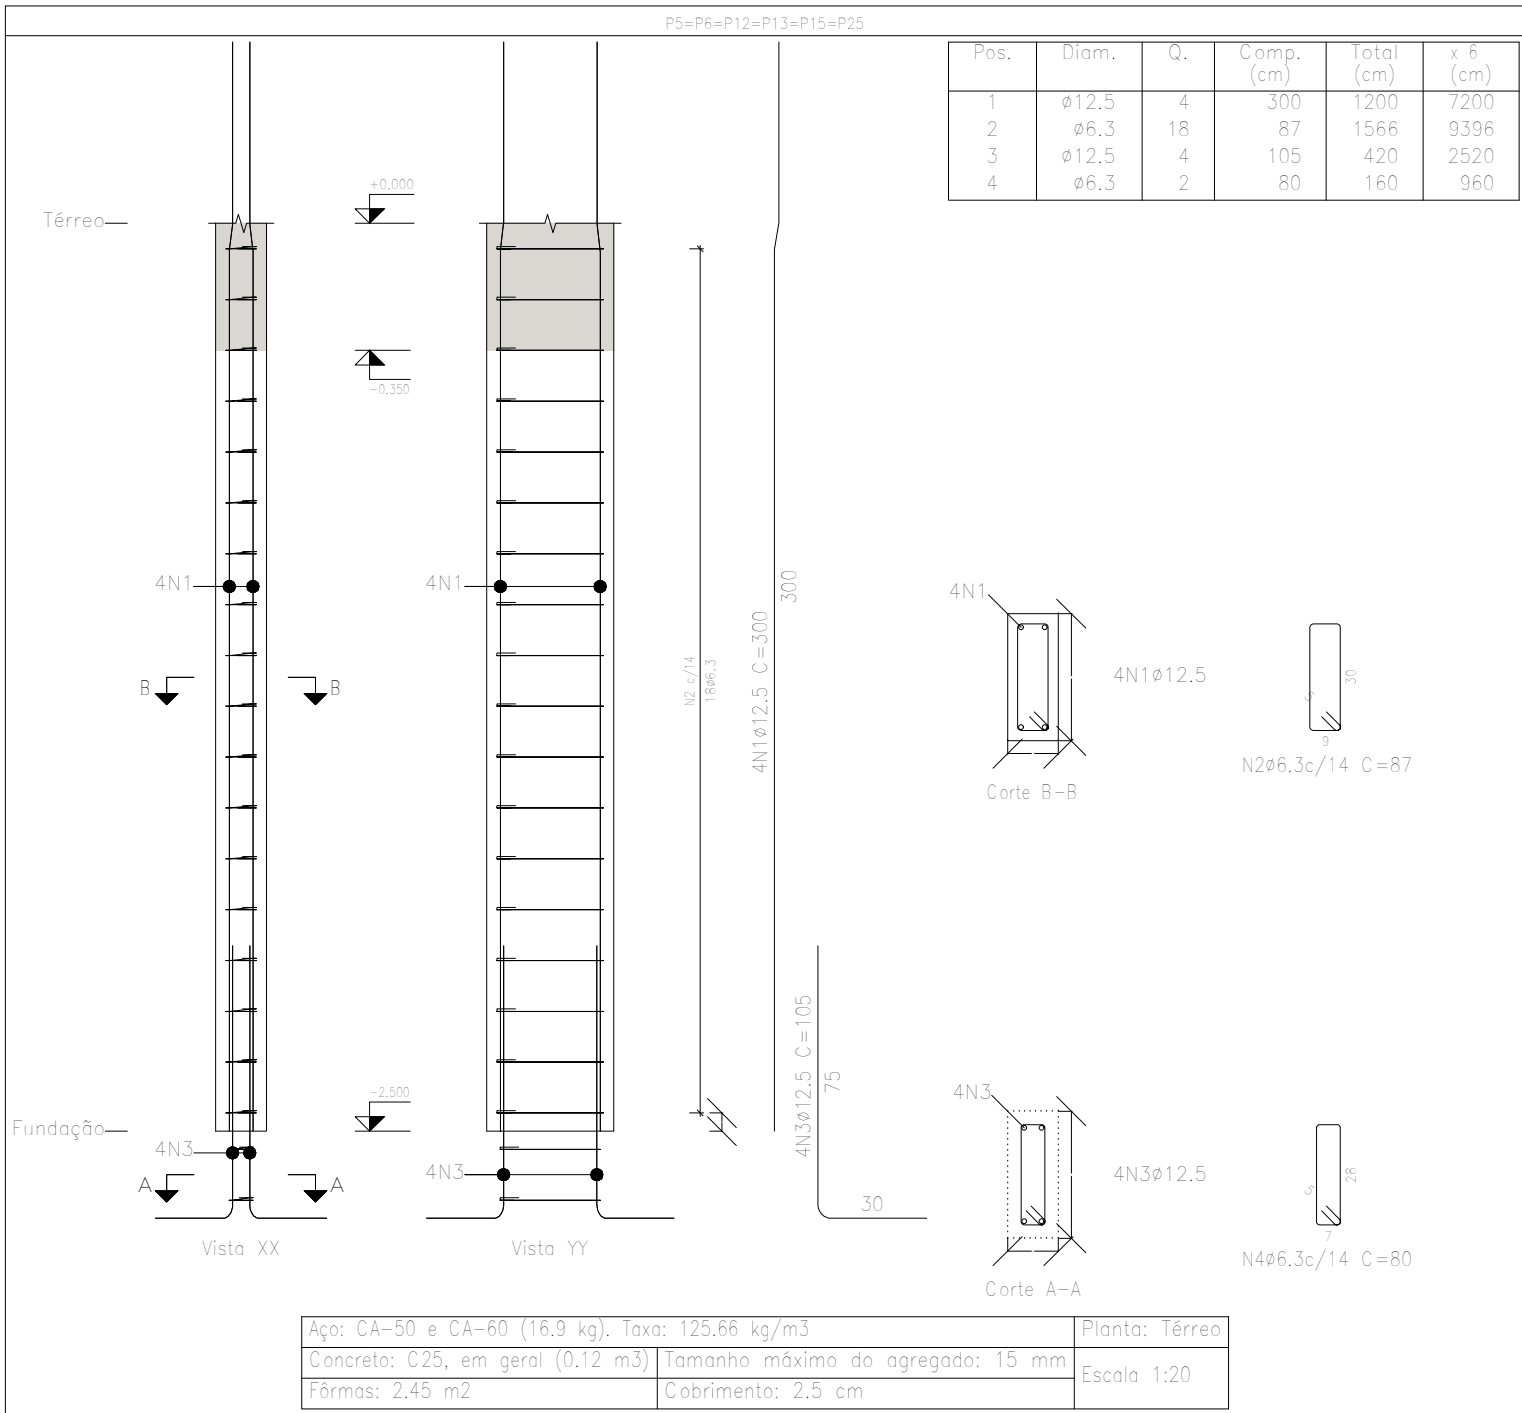 P5=P6=P12=P13=P15=P25
Pos. Diam. Q. Comp. (cm) Total (cm) x 6 (cm)
1 ø12.5 4 300 1200 7200
2 ø6.3 18 87 1566 9396
3 ø12.5 4 105 420 2520
4 ø6.3 2 80 160 960
+0.000
Térreo
-0.350
4N1
4N1
B B
N2 c/14
18ø6.3
4N1ø12.5 C=300
300
4N1
4N1ø12.5
Corte B-B
5
30
9
N2ø6.3c/14 C=87
-2.500
Fundação
4N3
4N3
A A
Vista XX
Vista YY
4N3ø12.5 C=105
75
30
4N3
4N3ø12.5
Corte A-A
5
28
7
N4ø6.3c/14 C=80
Aço: CA-50 e CA-60 (16.9 kg). Taxa: 125.66 kg/m3
Planta: Térreo
Concreto: C25, em geral (0.12 m3)
Tamanho máximo do agregado: 15 mm
Escala 1:20
Fôrmas: 2.45 m2
Cobrimento: 2.5 cm